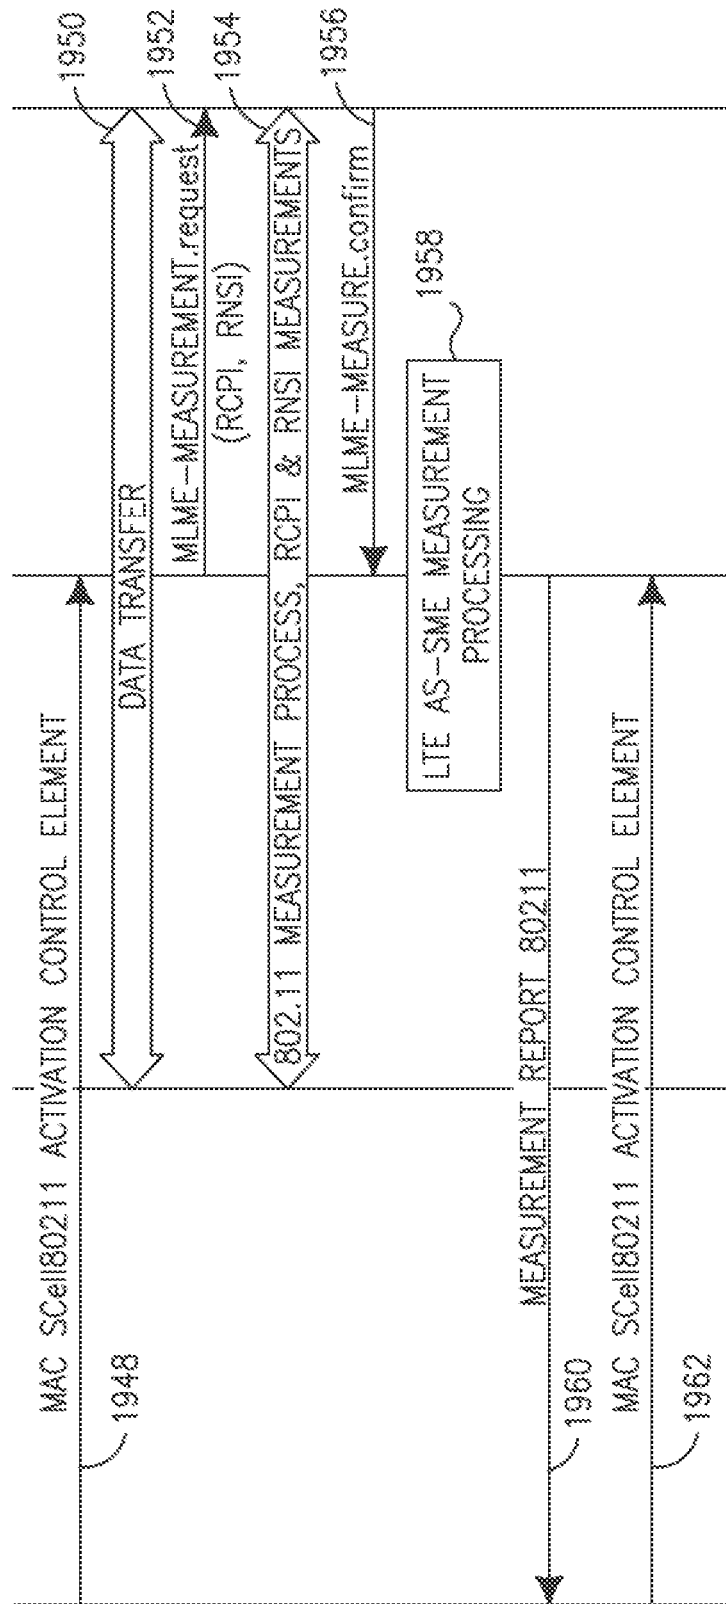 MAC SCell80211 ACTIVATION CONTROL ELEMENT
1948
DATA TRANSFER
1950
MLME-MEASUREMENT.request
(RCPI, RNSI)
1952
802.11 MEASUREMENT PROCESS, RCPI & RNSI MEASUREMENTS
1954
MLME-MEASURE.confirm
1956
LTE AS-SME MEASUREMENT
PROCESSING
1958
MEASUREMENT REPORT 80211
1960
MAC SCell80211 ACTIVATION CONTROL ELEMENT
1962